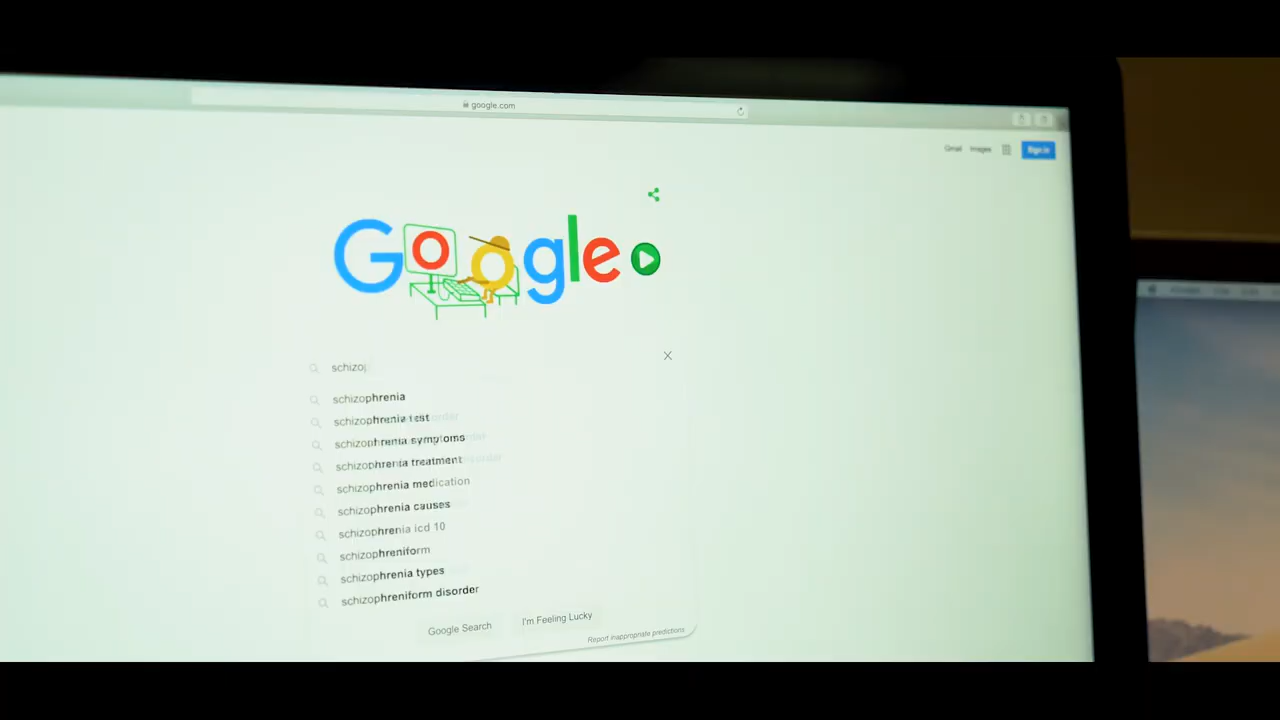 google.com
Gmail Images Sign in
Google
schizop
schizophrenia
schizophrenia test
schizophrenia symptoms
schizophrenia treatment
schizophrenia medication
schizophrenia causes
schizophrenia icd 10
schizophreniform
schizophrenia types
schizophreniform disorder
Google Search I'm Feeling Lucky
Report inappropriate predictions